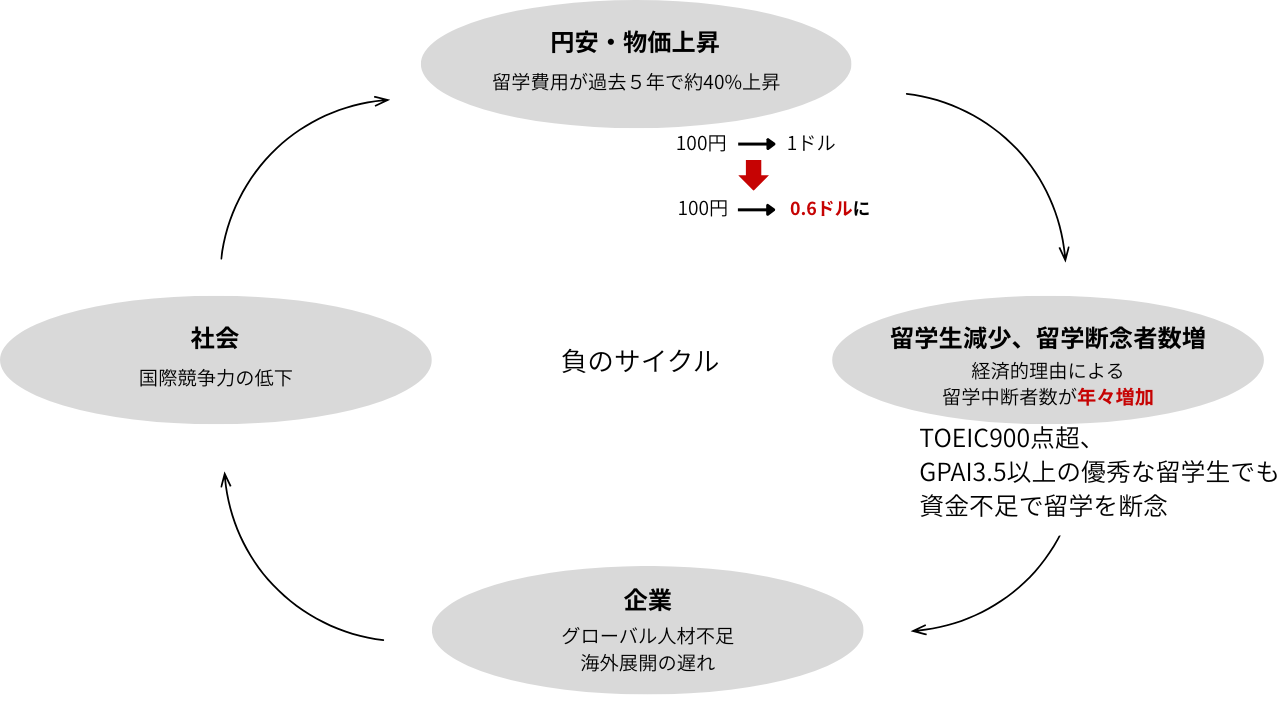 円安・物価上昇
留学費用が過去５年で約40%上昇
100円 1ドル
100円 0.6ドルに
留学生減少、留学断念者数増
経済的理由による
留学中断者数が年々増加
TOEIC900点超、
GPAI3.5以上の優秀な留学生でも
資金不足で留学を断念
企業
グローバル人材不足
海外展開の遅れ
社会
国際競争力の低下
負のサイクル